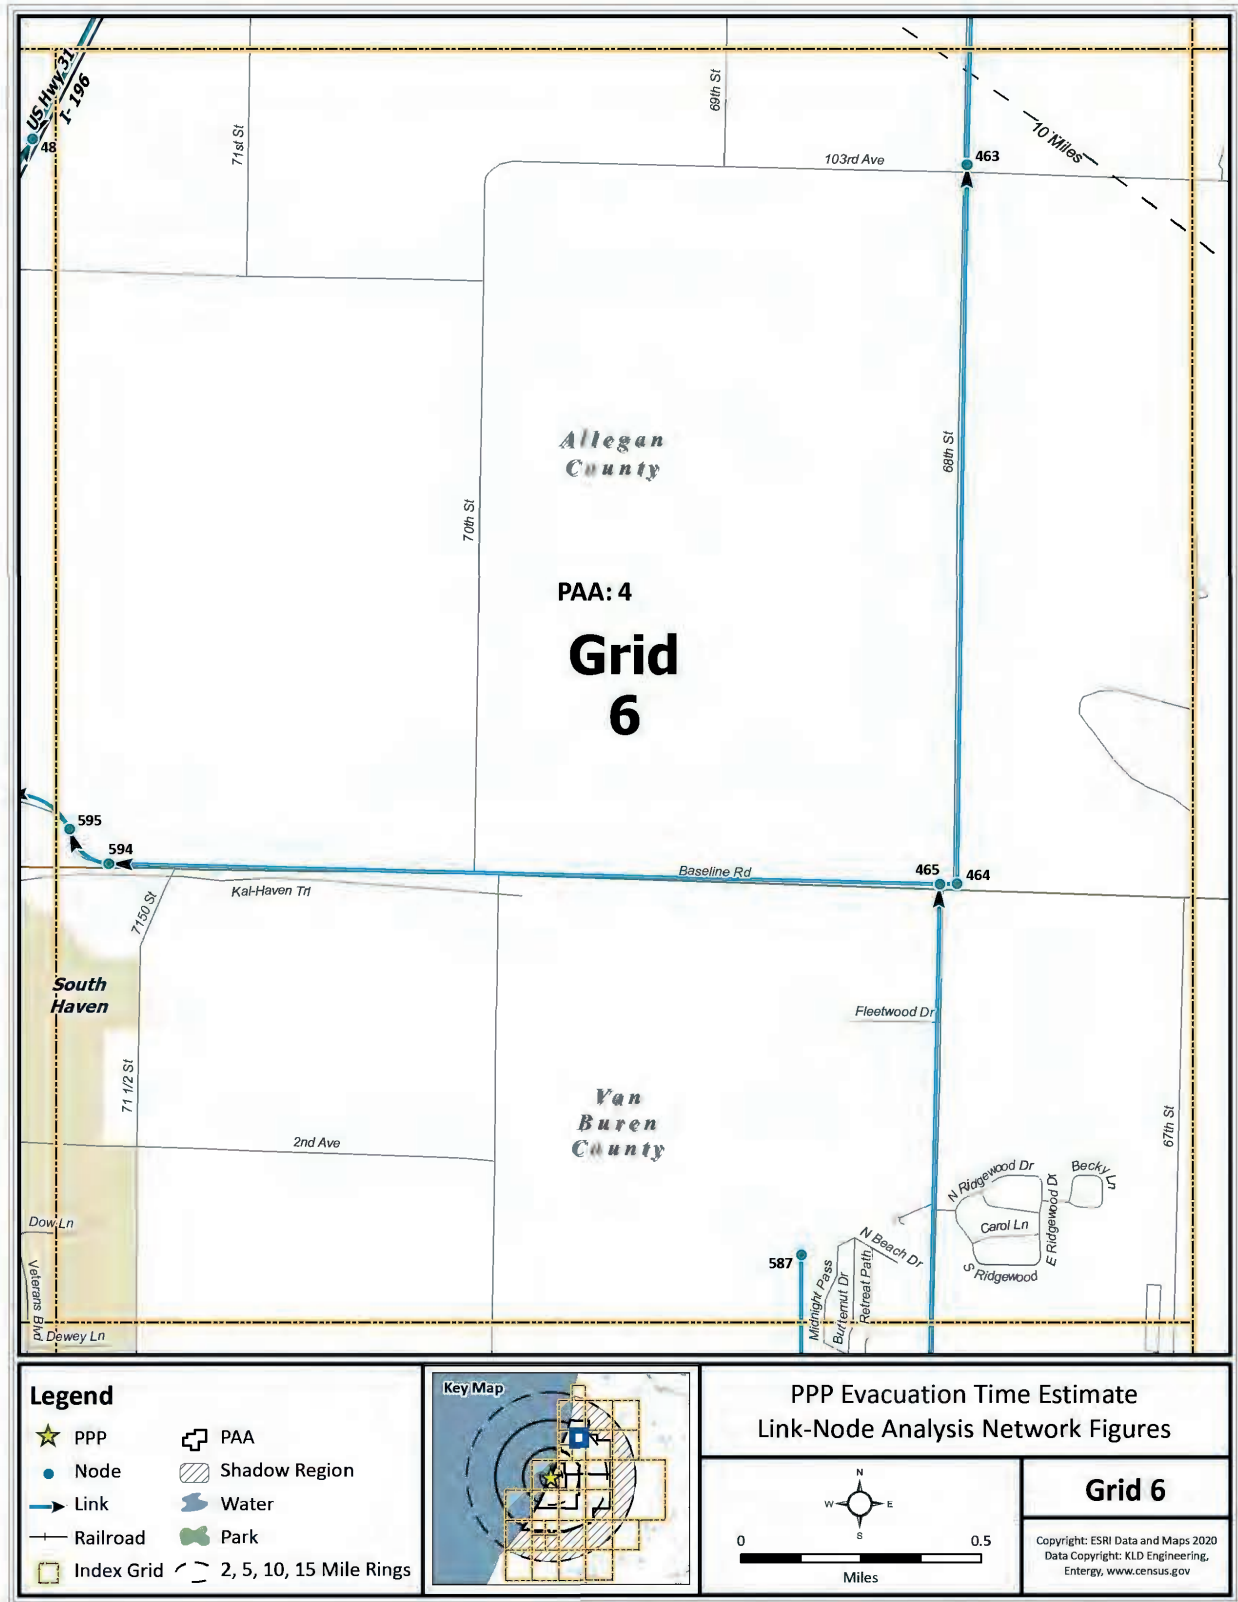 US Hwy 31
I- 196
48
71st St
69th St
103rd Ave
463
10 Miles
Allegan
County
68th St
70th St
PAA: 4
Grid
6
595
594
Baseline Rd
465
464
Kal-Haven Trl
7150 St
South
Haven
Fleetwood Dr
71 1/2 St
Van
Buren
County
67th St
2nd Ave
N Ridgewood Dr
Becky Ln
E Ridgewood Dr
Carol Ln
S Ridgewood
Dow Ln
N Beach Dr
587
Midnight Pass
Butternut Dr
Retreat Path
Veterans Blvd
Dewey Ln
Legend
PPP
PAA
Node
Shadow Region
Link
Water
Railroad
Park
Index Grid
2, 5, 10, 15 Mile Rings
Key Map
PPP Evacuation Time Estimate
Link-Node Analysis Network Figures
N
W
E
S
0
0.5
Miles
Grid 6
Copyright: ESRI Data and Maps 2020
Data Copyright: KLD Engineering,
Entergy, www.census.gov